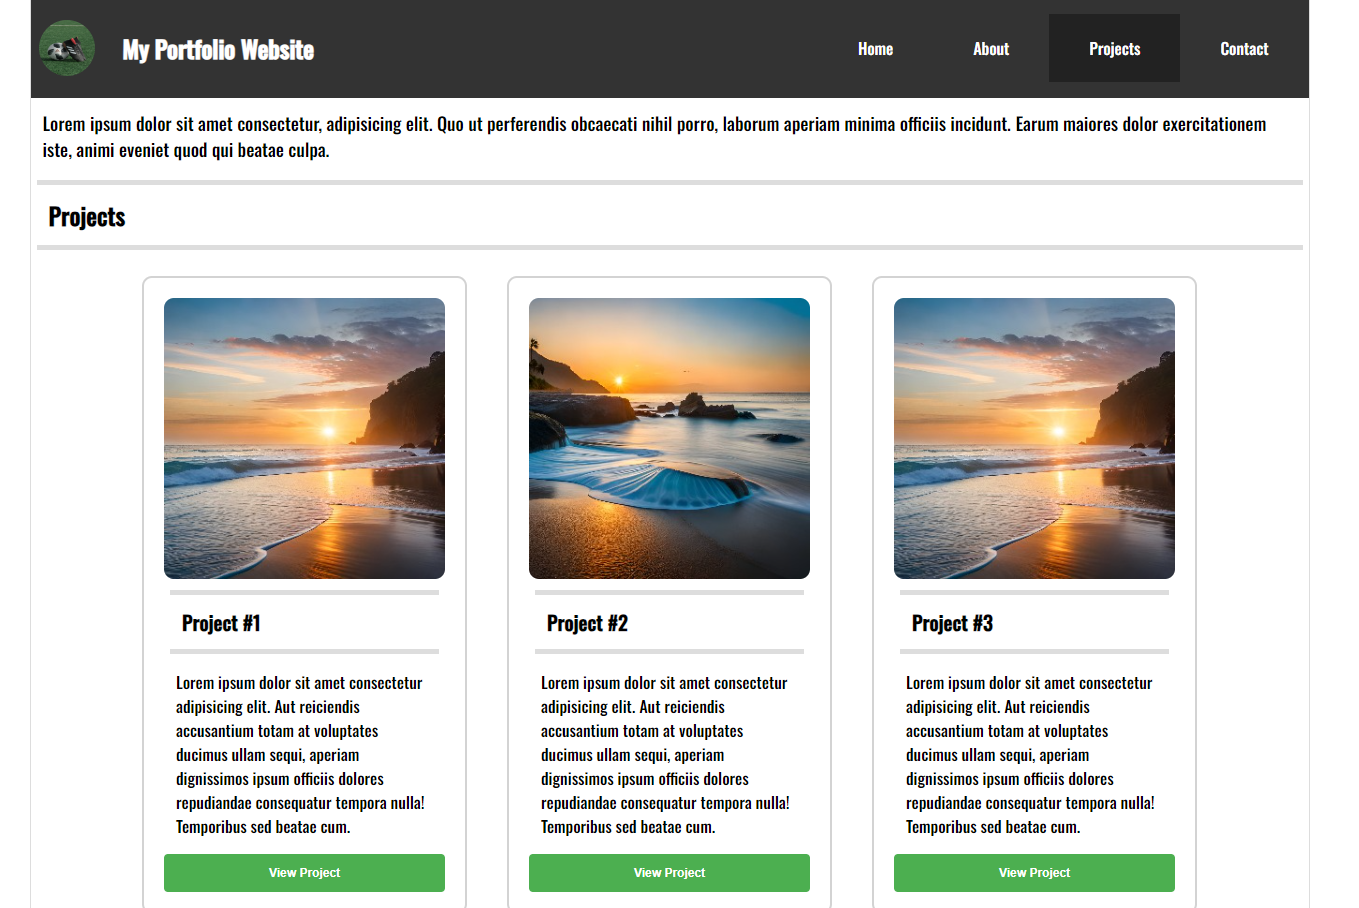 My Portfolio Website
Home
About
Projects
Contact
Lorem ipsum dolor sit amet consectetur, adipisicing elit. Quo ut perferendis obcaecati nihil porro, laborum aperiam minima officiis incidunt. Earum maiores dolor exercitationem
iste, animi eveniet quod qui beatae culpa.
Projects
Project #1
Lorem ipsum dolor sit amet consectetur
adipisicing elit. Aut reiciendis
accusantium totam at voluptates
ducimus ullam sequi, aperiam
dignissimos ipsum officiis dolores
repudiandae consequatur tempora nulla!
Temporibus sed beatae cum.
View Project
Project #2
Lorem ipsum dolor sit amet consectetur
adipisicing elit. Aut reiciendis
accusantium totam at voluptates
ducimus ullam sequi, aperiam
dignissimos ipsum officiis dolores
repudiandae consequatur tempora nulla!
Temporibus sed beatae cum.
View Project
Project #3
Lorem ipsum dolor sit amet consectetur
adipisicing elit. Aut reiciendis
accusantium totam at voluptates
ducimus ullam sequi, aperiam
dignissimos ipsum officiis dolores
repudiandae consequatur tempora nulla!
Temporibus sed beatae cum.
View Project